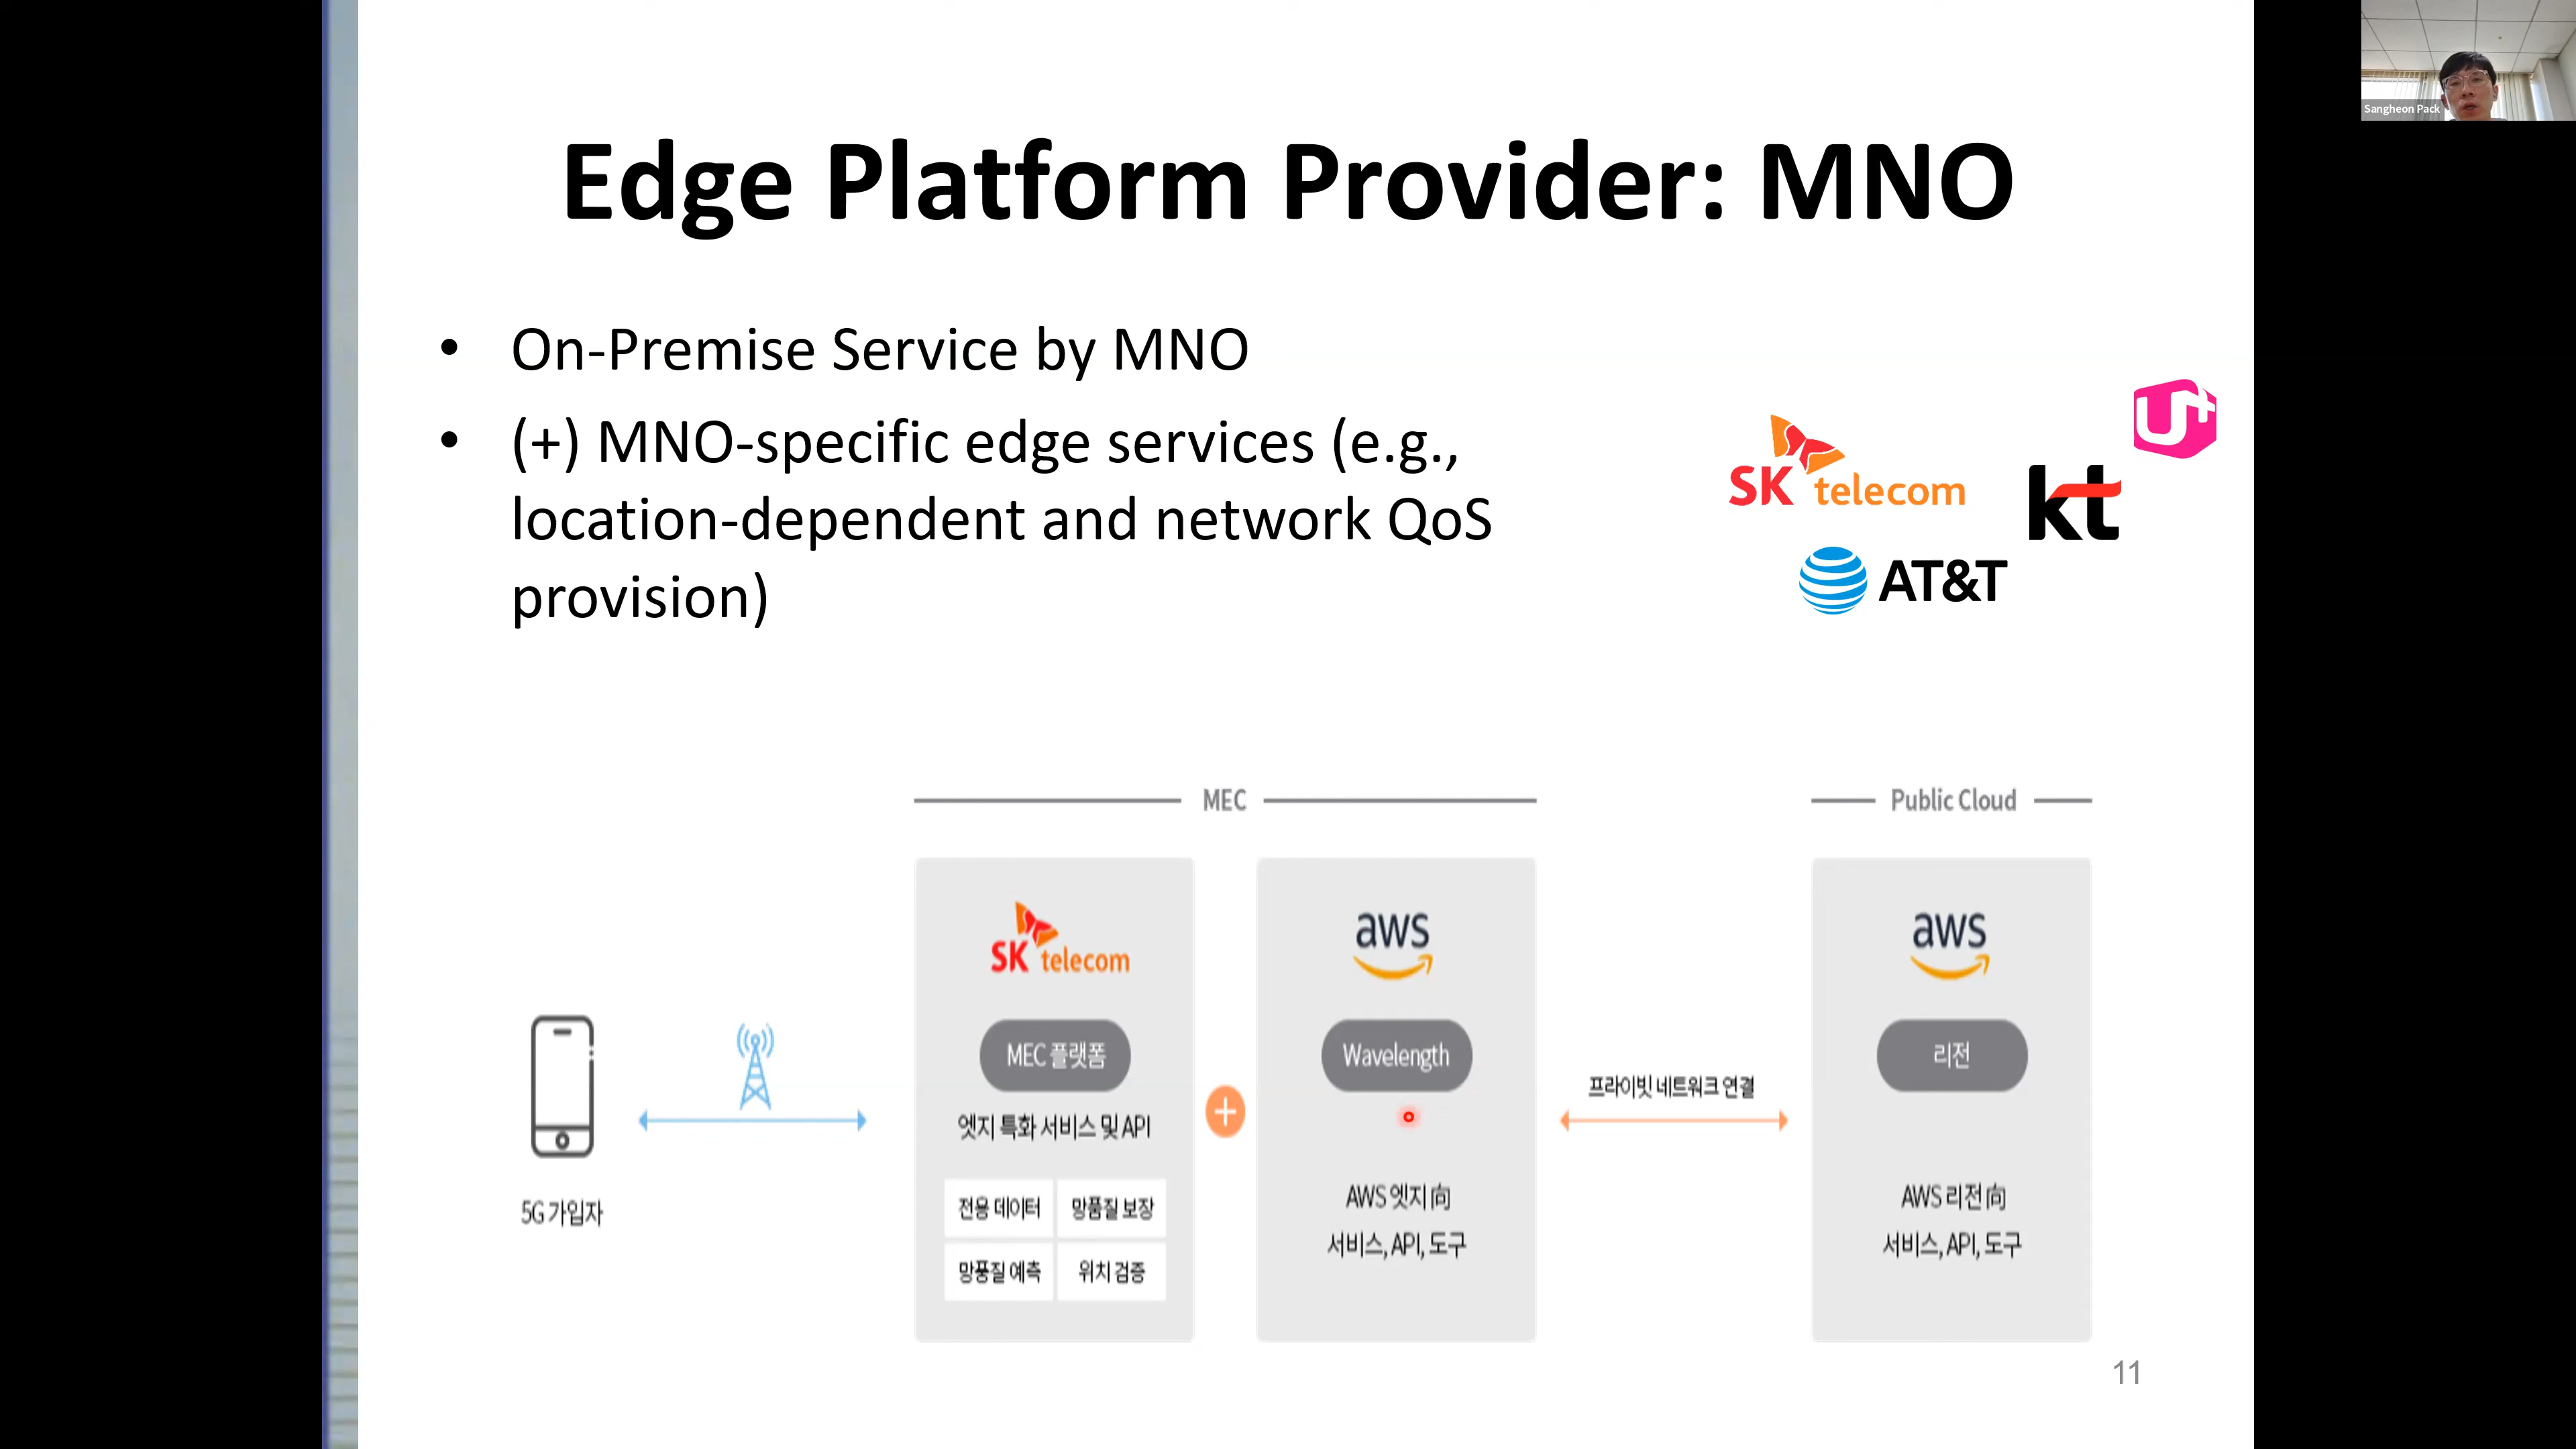 Sangheon Pack
Edge Platform Provider: MNO
• On-Premise Service by MNO
• (+) MNO-specific edge services (e.g.,
location-dependent and network QoS
provision)
U+
SK telecom
kt
AT&T
MEC
Public Cloud
SK telecom
aws
aws
MEC 플랫폼
Wavelength
리전
프라이빗 네트워크 연결
엣지 특화 서비스 및 API
전용 데이터
망품질 보장
망품질 예측
위치 검증
AWS 엣지 向
서비스, API, 도구
AWS 리전 向
서비스, API, 도구
5G 가입자
11